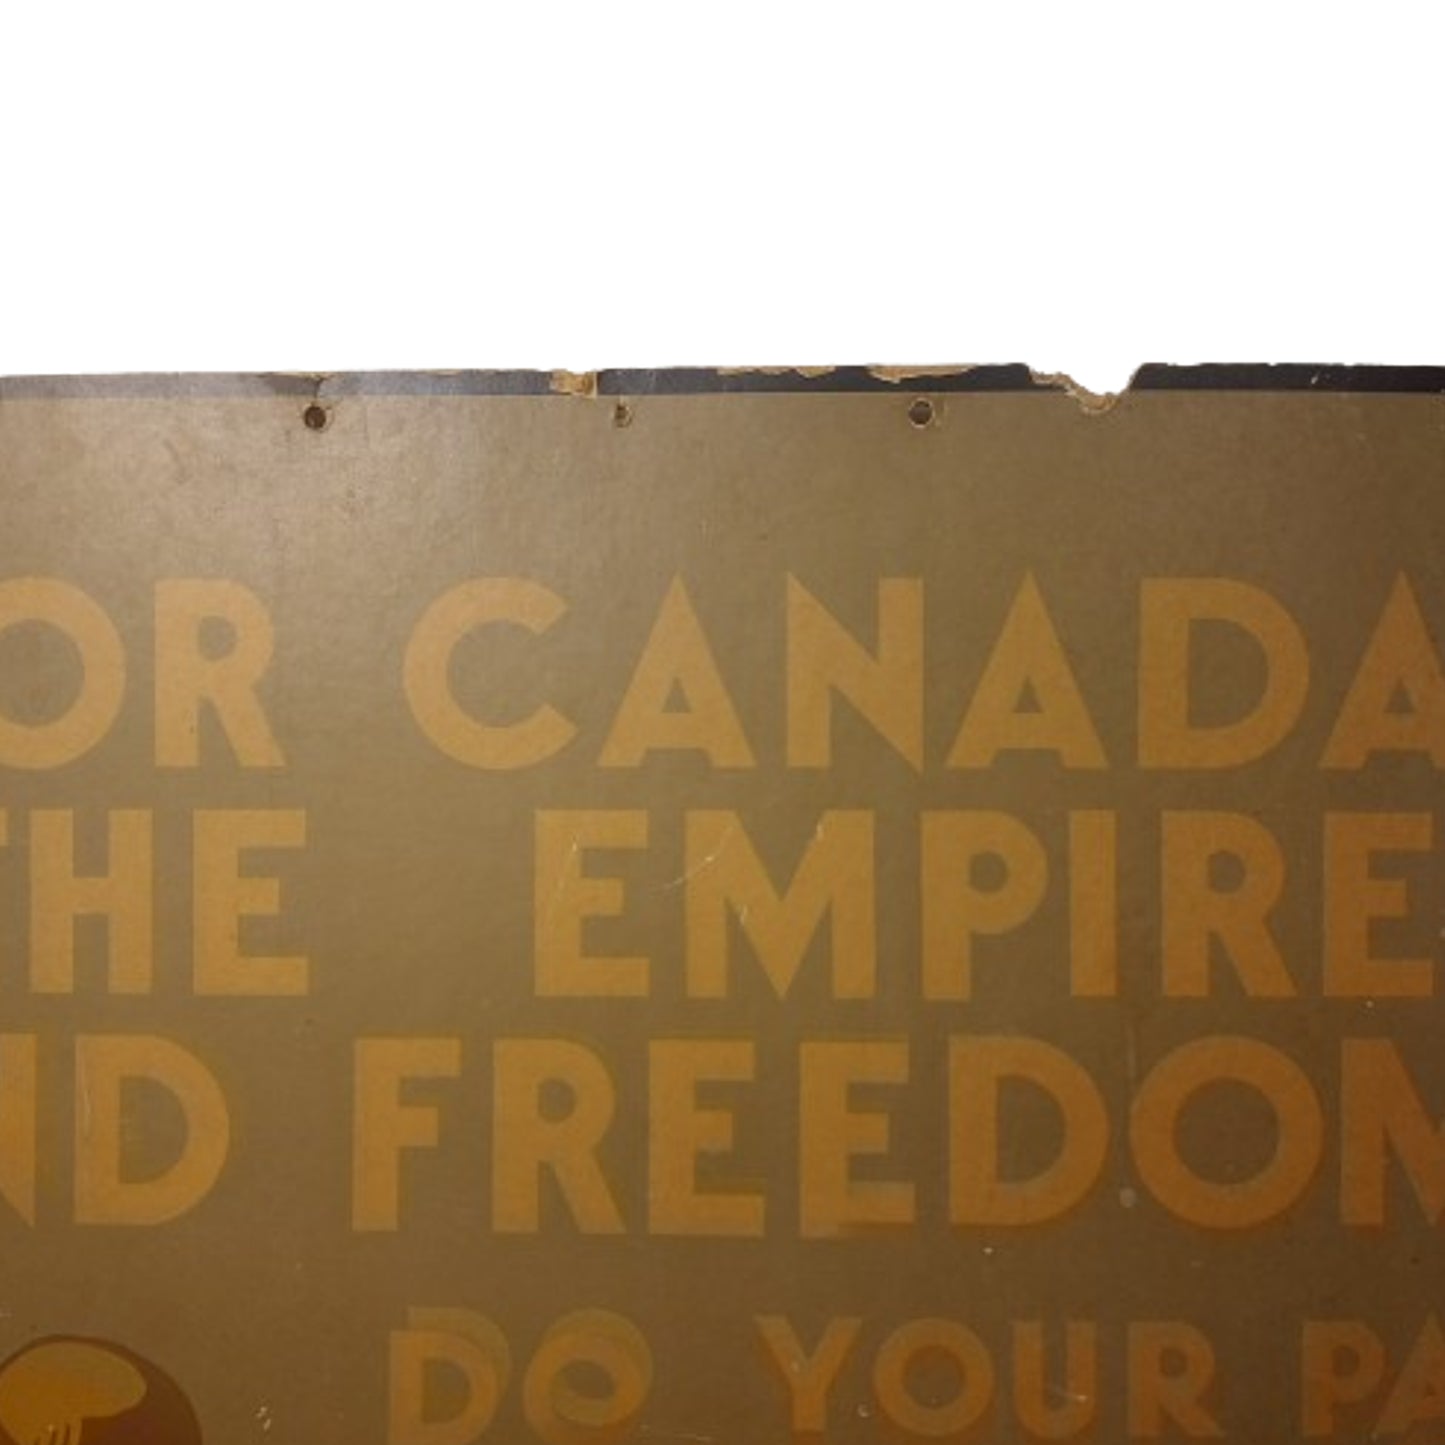 OR CANADA
THE EMPIRE
ND FREEDOM
DO YOUR PA